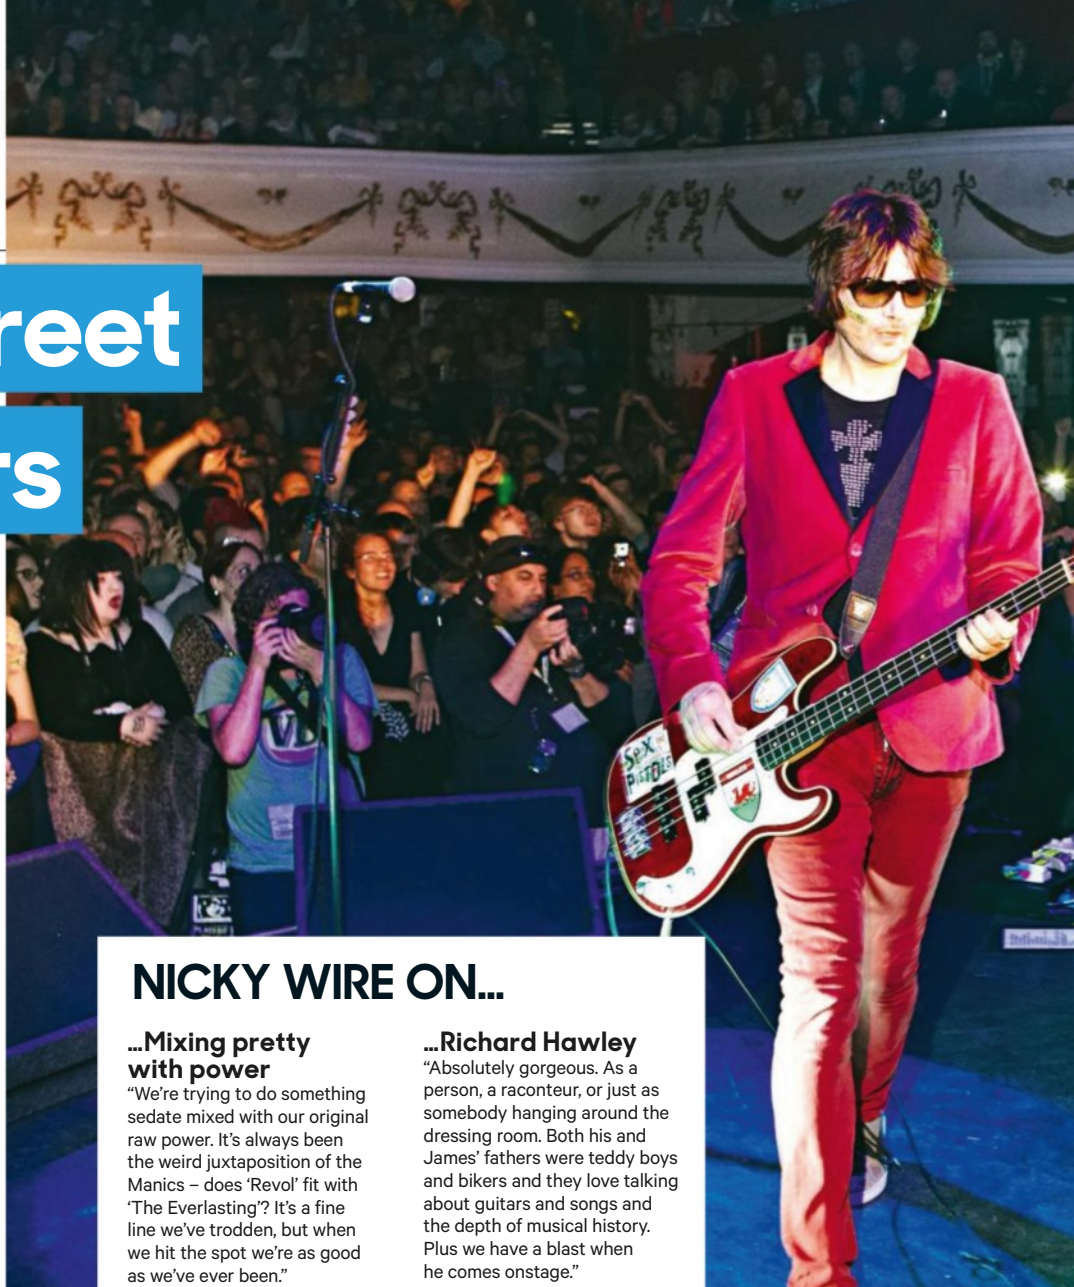 reet
rs
SEX
PISTOLS
NICKY WIRE ON...
...Mixing pretty
with power
“We’re trying to do something
sedate mixed with our original
raw power. It’s always been
the weird juxtaposition of the
Manics – does ‘Revol’ fit with
‘The Everlasting’? It’s a fine
line we’ve trodden, but when
we hit the spot we’re as good
as we’ve ever been.”
...Richard Hawley
“Absolutely gorgeous. As a
person, a raconteur, or just as
somebody hanging around the
dressing room. Both his and
James’ fathers were teddy boys
and bikers and they love talking
about guitars and songs and
the depth of musical history.
Plus we have a blast when
he comes onstage.”